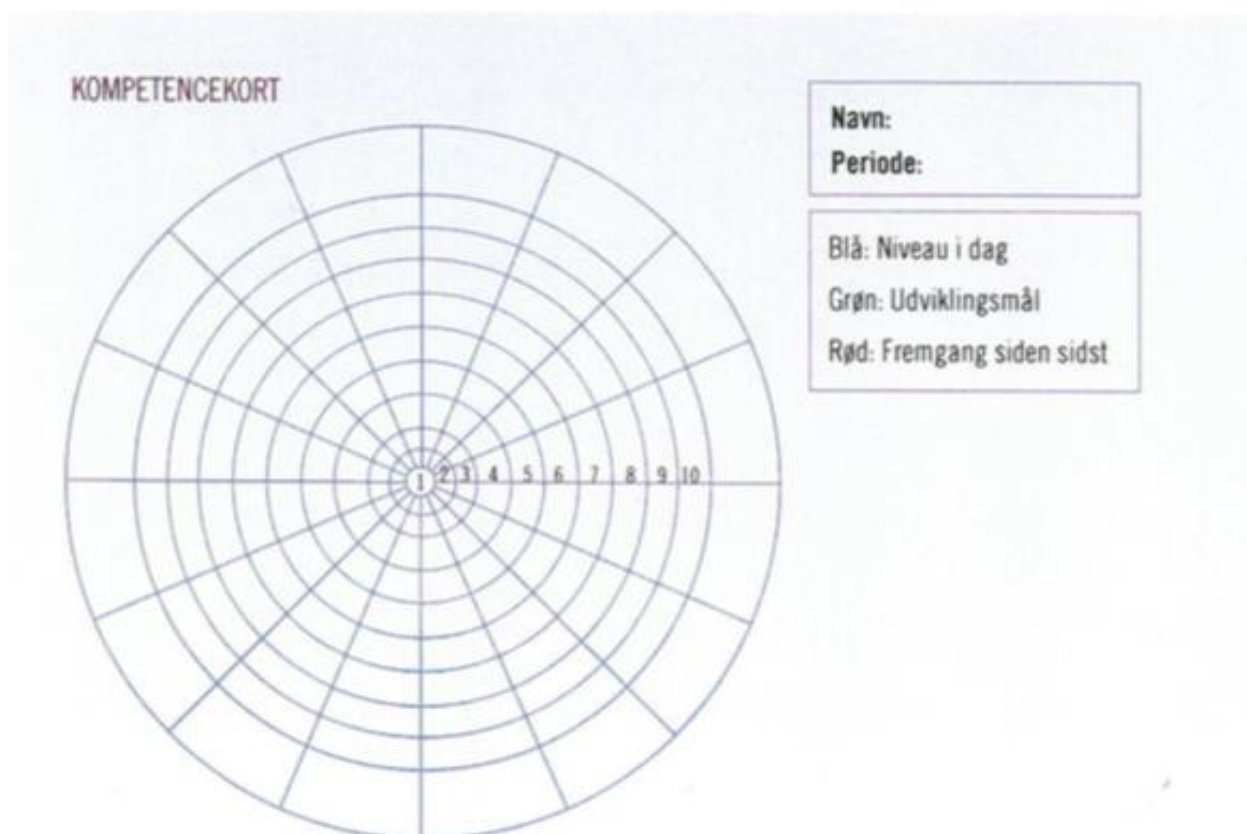 KOMPETENCEKORT
Navn:
Periode:
Blå: Niveau i dag
Grøn: Udviklingsmål
Rød: Fremgang siden sidst
1 2 3 4 5 6 7 8 9 10